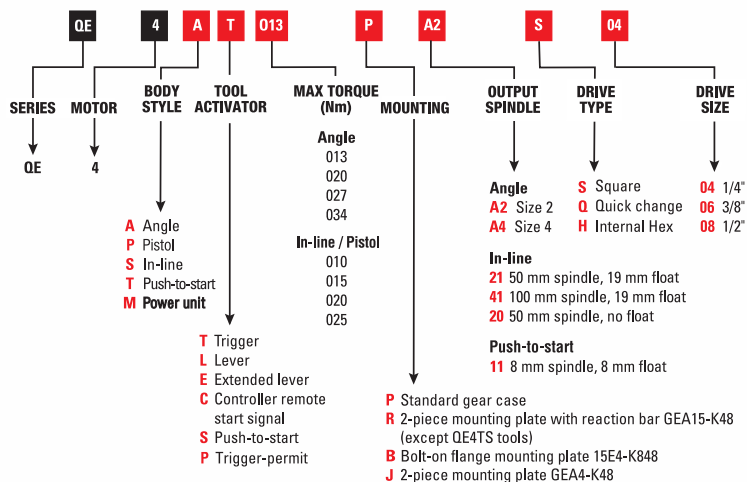 QE 4 A T 013 P A2 S 04
SERIES
MOTOR
BODY
STYLE
TOOL
ACTIVATOR
MAX TORQUE
(Nm)
MOUNTING
OUTPUT
SPINDLE
DRIVE
TYPE
DRIVE
SIZE
QE
4
A Angle
P Pistol
S In-line
T Push-to-start
M Power unit
T Trigger
L Lever
E Extended lever
C Controller remote
start signal
S Push-to-start
P Trigger-permit
Angle
013
020
027
034
In-line / Pistol
010
015
020
025
P Standard gear case
R 2-piece mounting plate with reaction bar GEA15-K48
(except QE4TS tools)
B Bolt-on flange mounting plate 15E4-K848
J 2-piece mounting plate GEA4-K48
Angle
A2 Size 2
A4 Size 4
In-line
21 50 mm spindle, 19 mm float
41 100 mm spindle, 19 mm float
20 50 mm spindle, no float
Push-to-start
11 8 mm spindle, 8 mm float
S Square
Q Quick change
H Internal Hex
04 1/4"
06 3/8"
08 1/2"